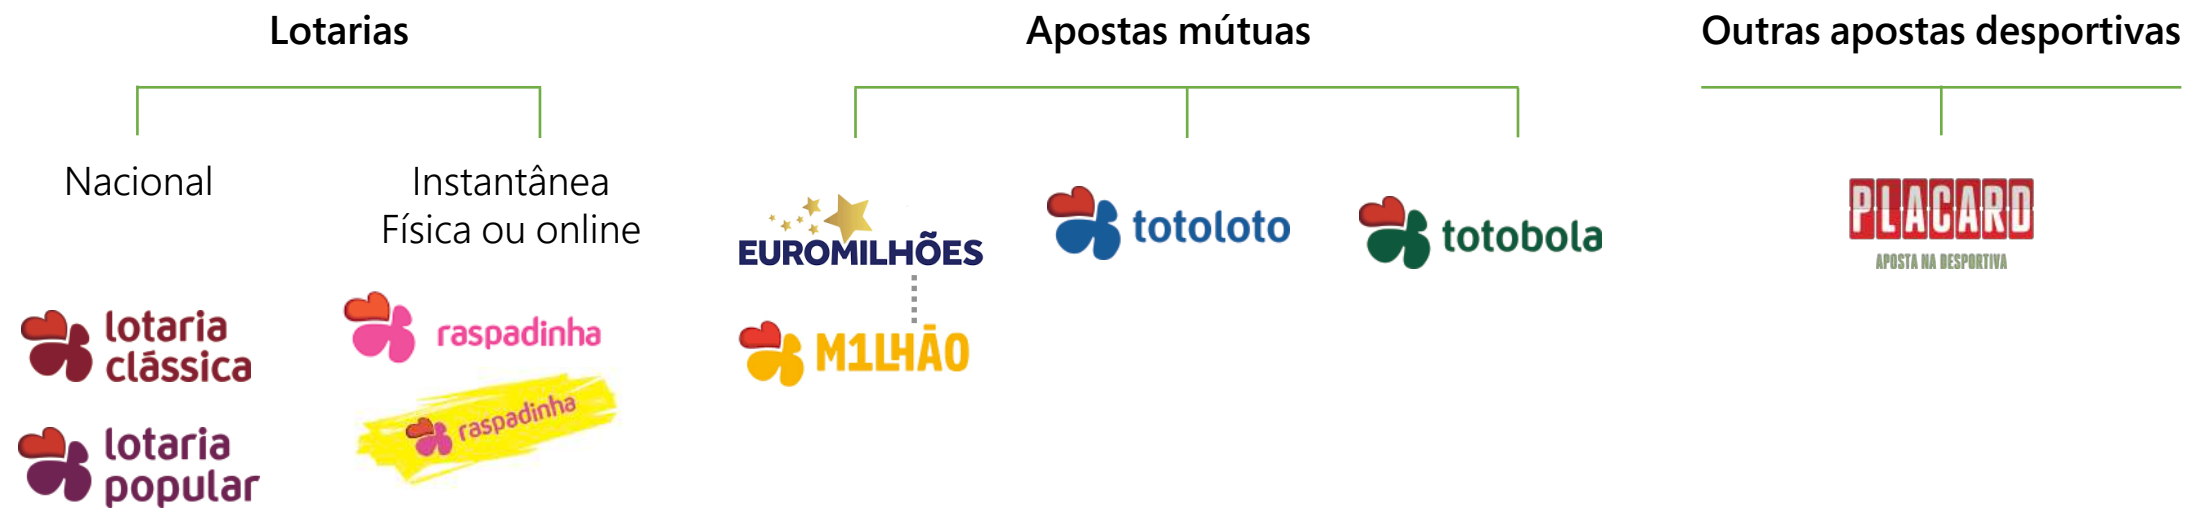 Lotarias
Apostas mútuas
Outras apostas desportivas
Nacional
Instantânea
Física ou online
lotaria
clássica
lotaria
popular
raspadinha
raspadinha
EUROMILHÕES
M1LHÃO
totoloto
totobola
PLACARD
APOSTA NA DESPORTIVA